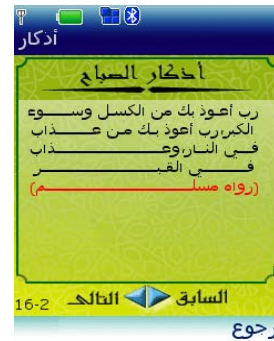 أذكار
أذكار الصباح
رب أعوذ بك من الكسل وسوء
الكبر،رب أعوذ بك من عذاب
في النار،وعذاب
في القبر
(رواه مسلم)
السابق التالى
16-2
رجوع